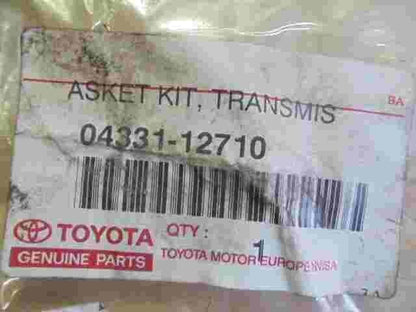 BA
ASKET KIT, TRANSMIS
04331-12710
TOYOTA
GENUINE PARTS
QTY : 1
TOYOTA MOTOR EUROPE NV/SA